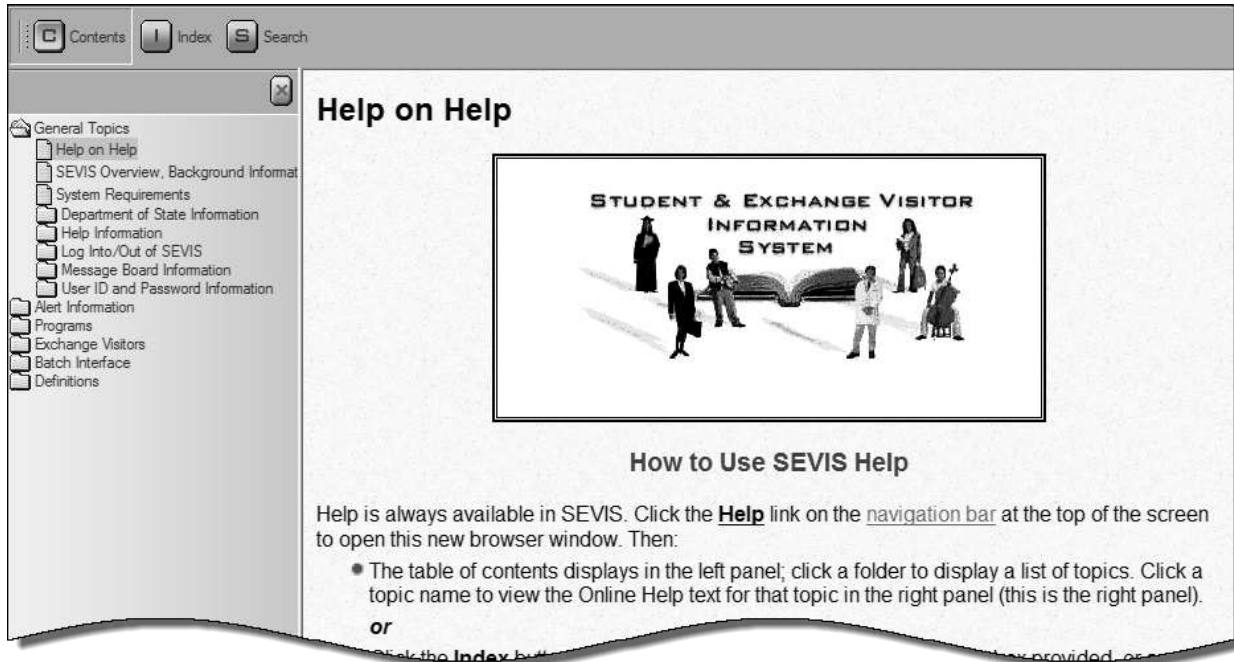 C Contents I Index S Search
General Topics
Help on Help
SEVIS Overview, Background Informat
System Requirements
Department of State Information
Help Information
Log Into/Out of SEVIS
Message Board Information
User ID and Password Information
Alert Information
Programs
Exchange Visitors
Batch Interface
Definitions
Help on Help
STUDENT & EXCHANGE VISITOR
INFORMATION
SYSTEM
How to Use SEVIS Help
Help is always available in SEVIS. Click the Help link on the navigation bar at the top of the screen
to open this new browser window. Then:
The table of contents displays in the left panel; click a folder to display a list of topics. Click a
topic name to view the Online Help text for that topic in the right panel (this is the right panel).
or
Click the Index provided, or